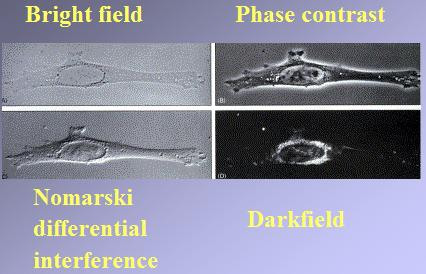 Bright field
Phase contrast
A)
(B)
(D)
Nomarski
differential
interference
Darkfield